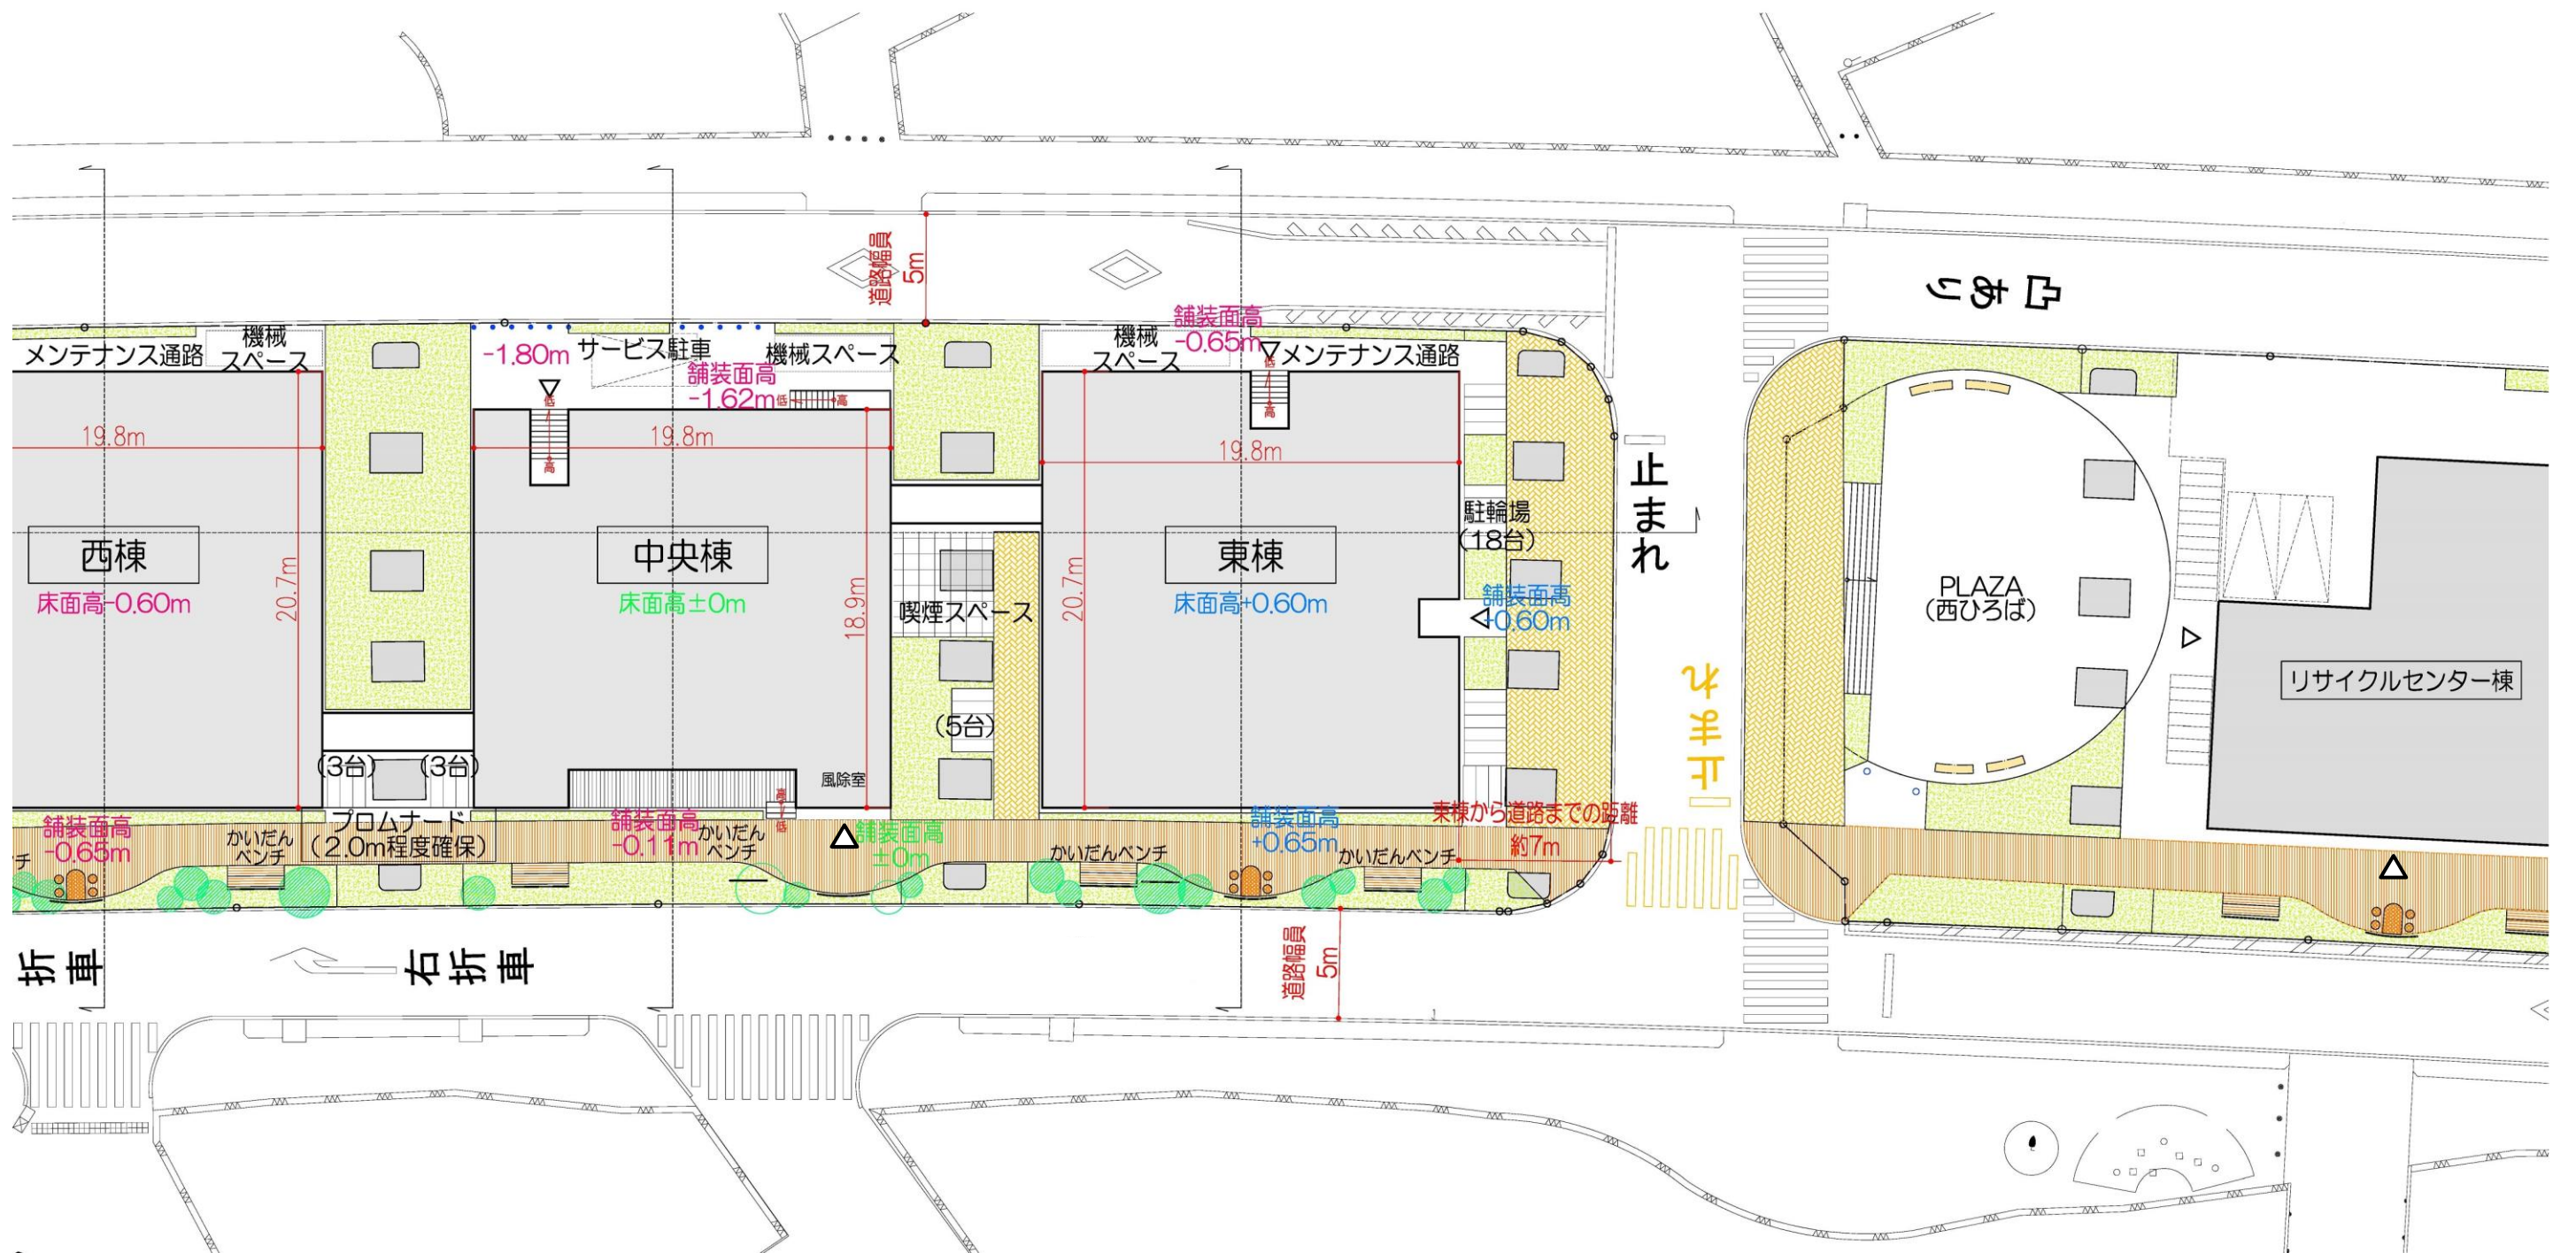 道路幅員
5m
凸あり
メンテナンス通路
機械
スペース
-1.80m
サービス駐車
機械スペース
舗装面高
-1.62m
低
高
低
高
機械
スペース
舗装面高
-0.65m
メンテナンス通路
低
高
19.8m
19.8m
19.8m
西棟
床面高-0.60m
20.7m
中央棟
床面高±0m
18.9m
喫煙スペース
20.7m
東棟
床面高+0.60m
駐輪場
(18台)
舗装面高
+0.60m
止まれ
止まれ
PLAZA
(西ひろば)
リサイクルセンター棟
(5台)
(3台)
(3台)
風除室
高
低
プロムナード
(2.0m程度確保)
舗装面高
-0.65m
チ
かいだん
ベンチ
舗装面高
-0.11m
かいだん
ベンチ
舗装面高
±0m
かいだんベンチ
舗装面高
+0.65m
かいだんベンチ
東棟から道路までの距離
約7m
折車
右折車
道路幅員
5m